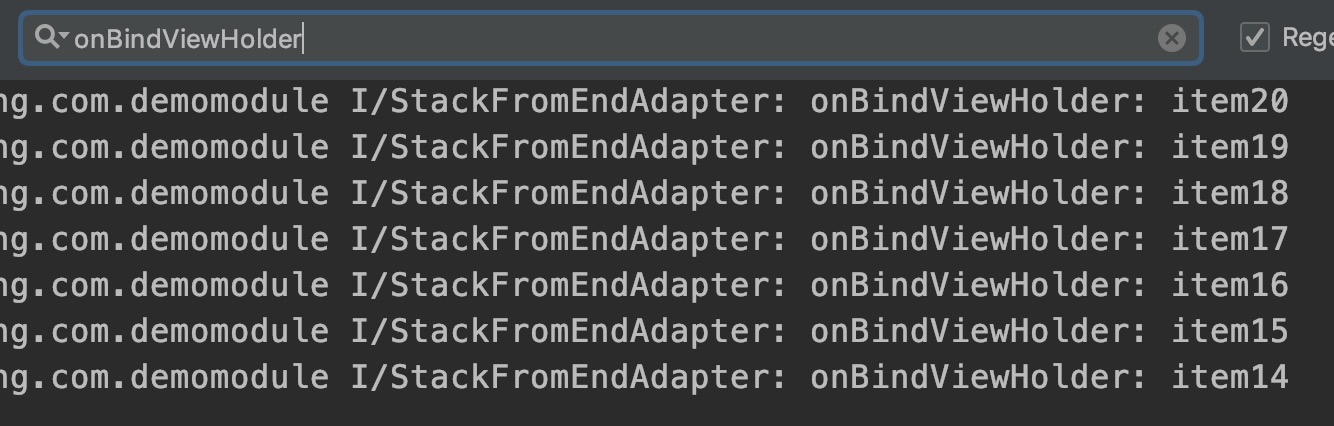 onBindViewHolder Rege
ng.com.demomodule I/StackFromEndAdapter: onBindViewHolder: item20
ng.com.demomodule I/StackFromEndAdapter: onBindViewHolder: item19
ng.com.demomodule I/StackFromEndAdapter: onBindViewHolder: item18
ng.com.demomodule I/StackFromEndAdapter: onBindViewHolder: item17
ng.com.demomodule I/StackFromEndAdapter: onBindViewHolder: item16
ng.com.demomodule I/StackFromEndAdapter: onBindViewHolder: item15
ng.com.demomodule I/StackFromEndAdapter: onBindViewHolder: item14